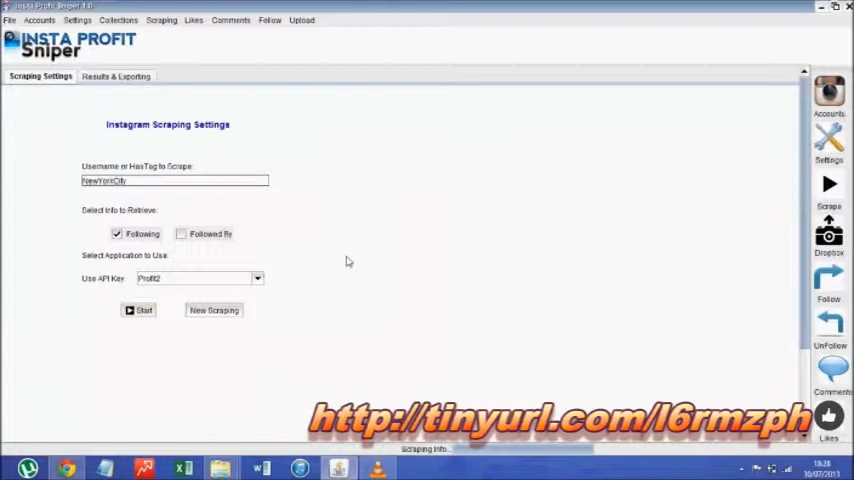 Insta Profit Sniper 1.0
File Accounts Settings Collections Scraping Likes Comments Follow Upload
INSTA PROFIT
Sniper
Scraping Settings Results & Exporting
Instagram Scraping Settings
Username or HasTag to Scrape:
NewYorkCity
Select Info to Retrieve:
Following Followed By
Select Application to Use:
Use API Key: Profit2
Start New Scraping
Accounts
Settings
Scrape
Dropbox
Follow
UnFollow
Comments
Likes
http://tinyurl.com/l6rmzph
Scraping Info...
16:28
30/07/2013